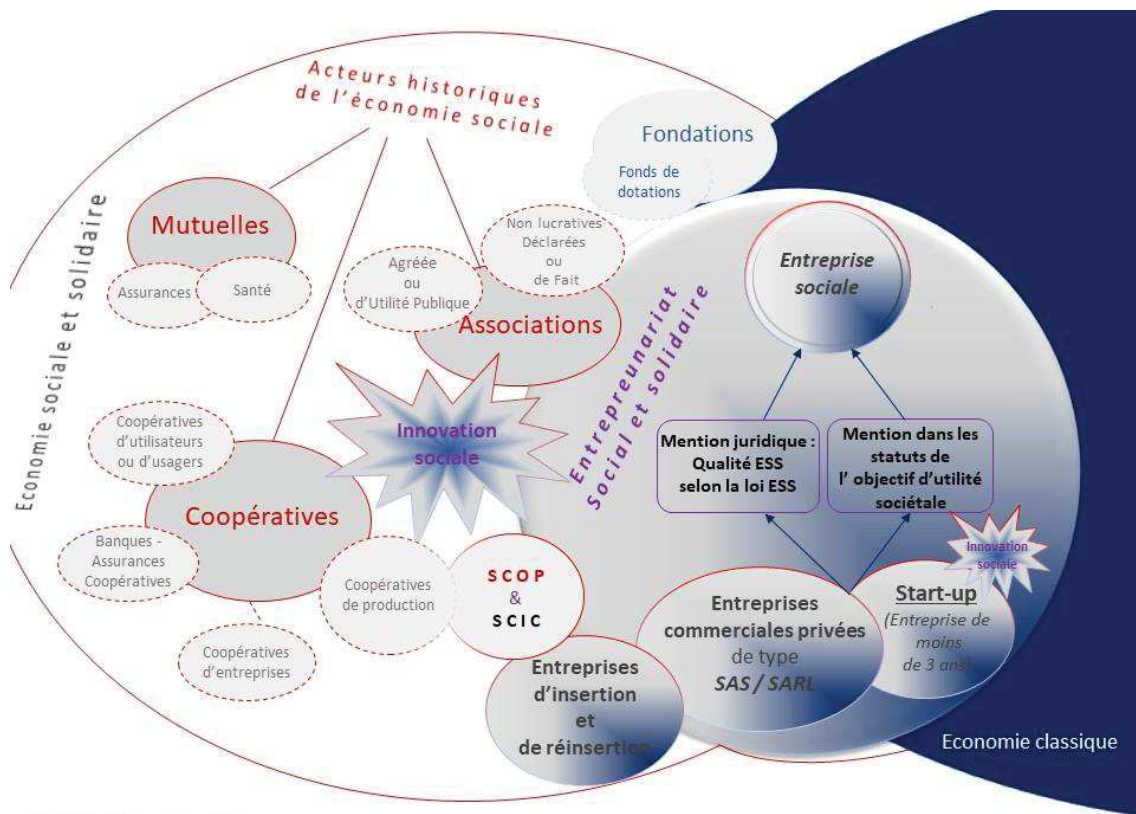 Acteurs historiques
de l'économie sociale
Economie sociale et solidaire
Fondations
Fonds de
dotations
Mutuelles
Assurances
Santé
Non lucratives
Déclarées
ou
de Fait
Agréée
ou
d'Utilité Publique
Associations
Entrepreunariat
Social et solidaire
Entreprise
sociale
Innovation
sociale
Mention juridique :
Qualité ESS
selon la loi ESS
Mention dans les
statuts de
l' objectif d'utilité
sociétale
Coopératives
d'utilisateurs
ou d'usagers
Coopératives
Banques -
Assurances
Coopératives
Coopératives
de production
Coopératives
d'entreprises
SCOP
&
SCIC
Entreprises
d'insertion
et
de réinsertion
Entreprises
commerciales privées
de type
SAS / SARL
Innovation
sociale
Start-up
(Entreprise de
moins
de 3 ans)
Economie classique